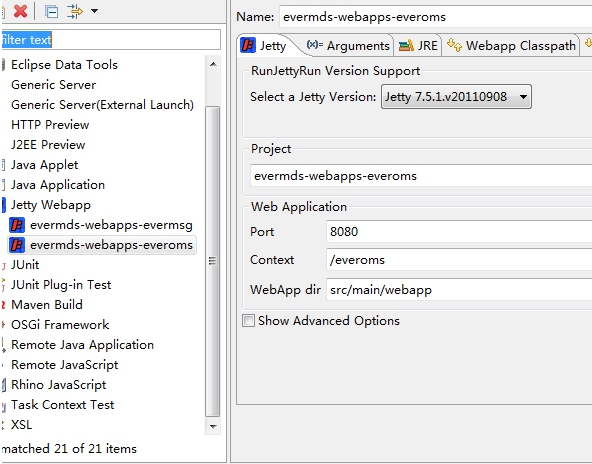 filter text
Eclipse Data Tools
Generic Server
Generic Server(External Launch)
HTTP Preview
J2EE Preview
Java Applet
Java Application
Jetty Webapp
evermds-webapps-evermsg
evermds-webapps-everoms
JUnit
JUnit Plug-in Test
Maven Build
OSGi Framework
Remote Java Application
Remote JavaScript
Rhino JavaScript
Task Context Test
XSL
matched 21 of 21 items
Name: evermds-webapps-everoms
Jetty (x)= Arguments JRE Webapp Classpath
RunJettyRun Version Support
Select a Jetty Version: Jetty 7.5.1.v20110908
Project
evermds-webapps-everoms
Web Application
Port 8080
Context /everoms
WebApp dir src/main/webapp
Show Advanced Options